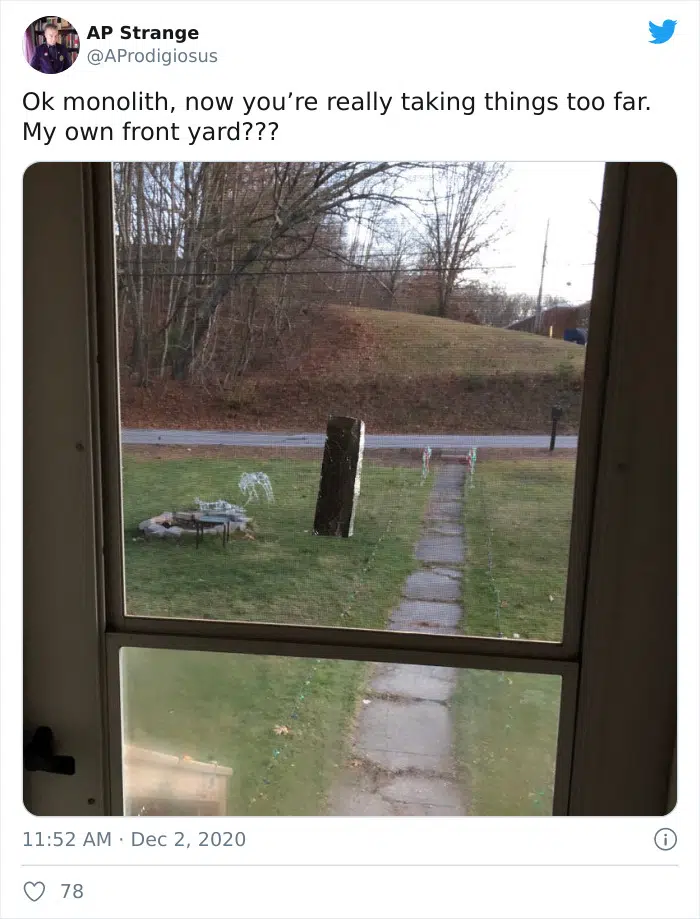 AP Strange
@AProdigiosus
Ok monolith, now you’re really taking things too far.
My own front yard???
11:52 AM · Dec 2, 2020
78